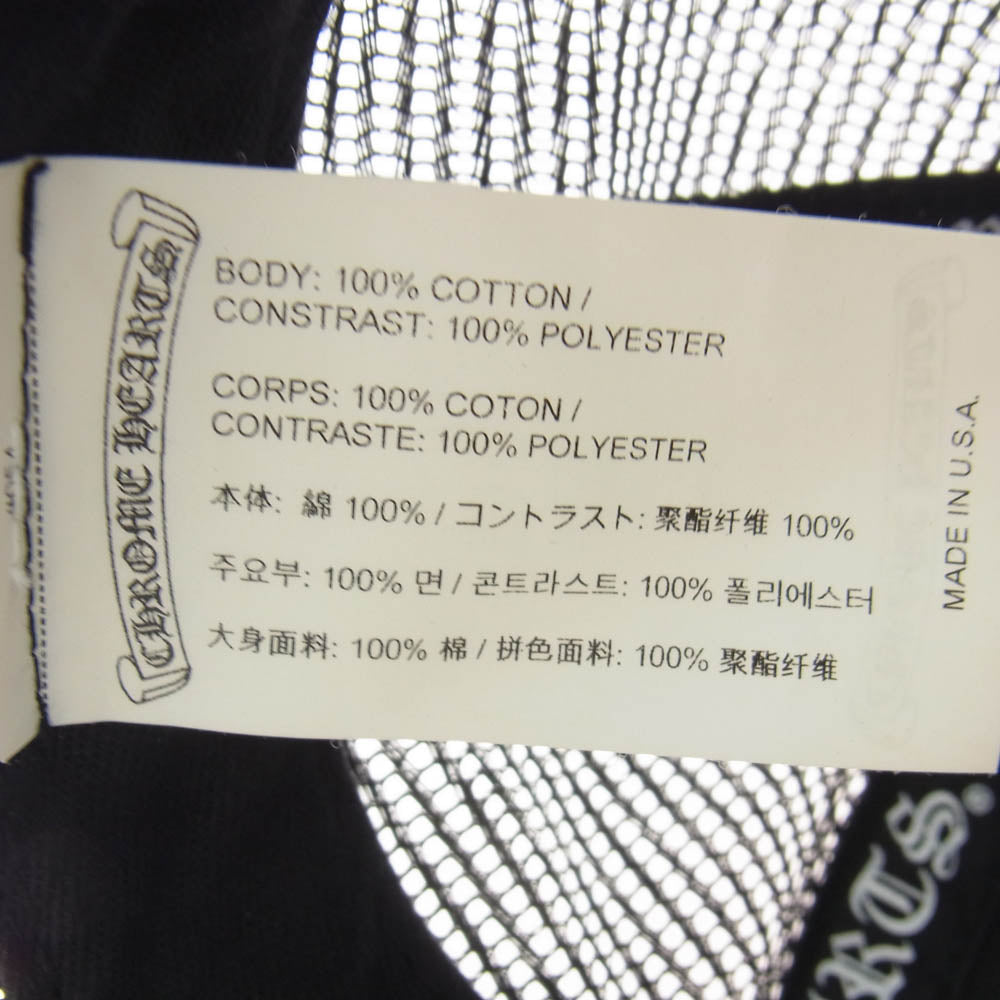 CHROME HEARTS
BODY: 100% COTTON /
CONSTRAST: 100% POLYESTER
CORPS: 100% COTON /
CONTRASTE: 100% POLYESTER
本体: 綿 100% / コントラスト: 聚酯纤维 100%
주요부: 100% 면 / 콘트라스트: 100% 폴리에스터
大身面料: 100% 棉 / 拼色面料: 100% 聚酯纤维
MADE IN U.S.A.